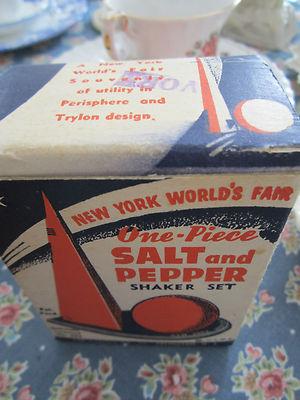 A New York
World's Fair
Souvenir
of utility in
Perisphere and
Trylon design.
NEW YORK WORLD'S FAIR
One-Piece
SALT and
PEPPER
SHAKER SET